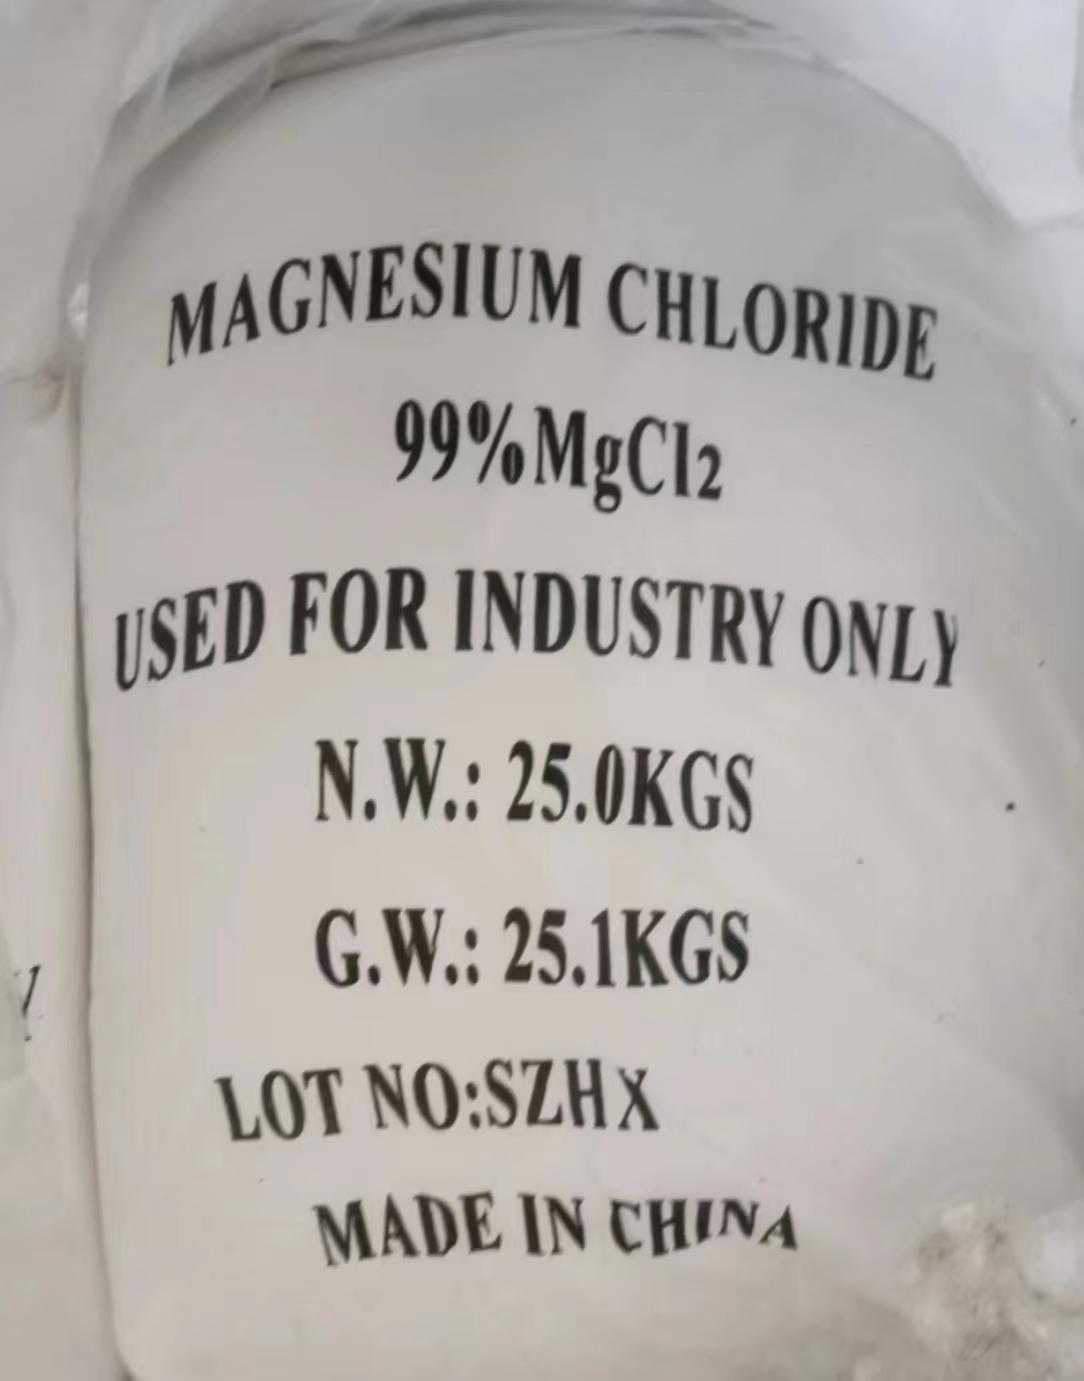 MAGNESIUM CHLORIDE
99%MgCl2
USED FOR INDUSTRY ONLY
N.W.: 25.0KGS
G.W.: 25.1KGS
LOT NO:SZHX
MADE IN CHINA